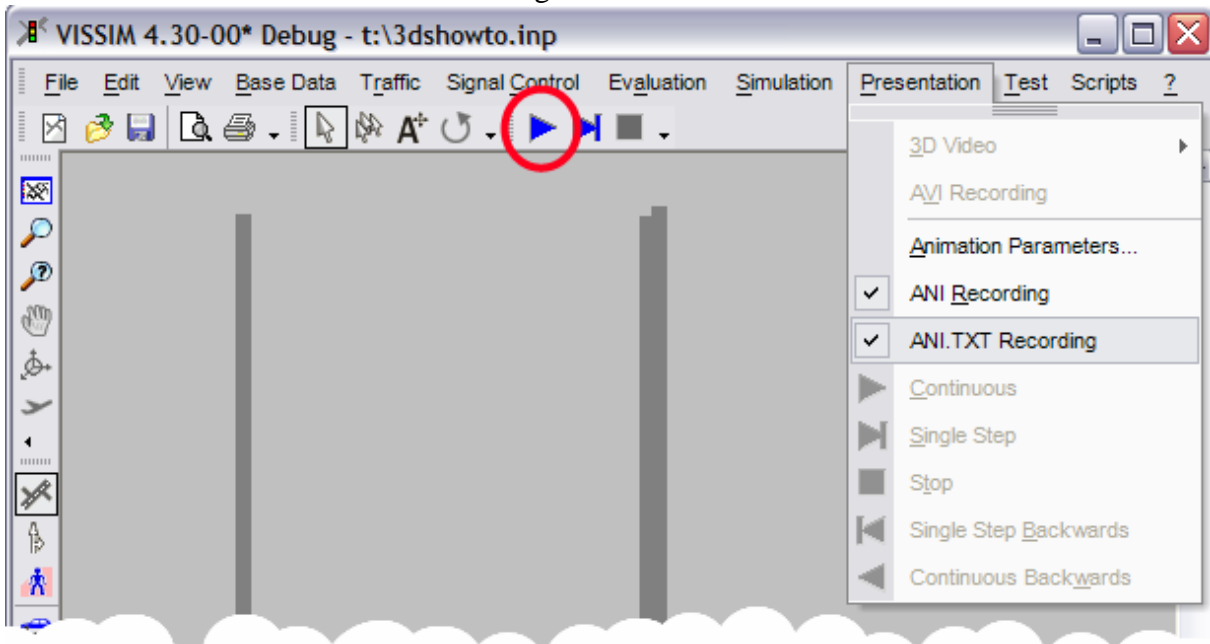 VISSIM 4.30-00* Debug - t:\3dshowto.inp
File Edit View Base Data Traffic Signal Control Evaluation Simulation Presentation Test Scripts ?
3D Video
AVI Recording
Animation Parameters...
ANI Recording
ANI.TXT Recording
Continuous
Single Step
Stop
Single Step Backwards
Continuous Backwards